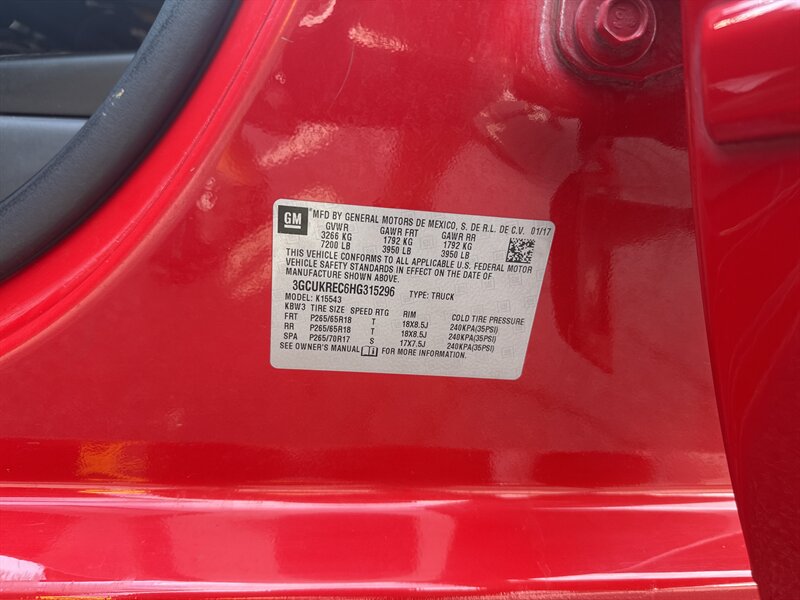 GM ® MFD BY GENERAL MOTORS DE MEXICO, S. DE R.L. DE C.V. 01/17
GVWR GAWR FRT GAWR RR
3266 KG 1792 KG 1792 KG
7200 LB 3950 LB 3950 LB
THIS VEHICLE CONFORMS TO ALL APPLICABLE U.S. FEDERAL MOTOR
VEHICLE SAFETY STANDARDS IN EFFECT ON THE DATE OF
MANUFACTURE SHOWN ABOVE.
3GCUKREC6HG315296 TYPE: TRUCK
MODEL: K15543
KBW3 TIRE SIZE SPEED RTG RIM COLD TIRE PRESSURE
FRT P265/65R18 T 18X8.5J 240KPA(35PSI)
RR P265/65R18 T 18X8.5J 240KPA(35PSI)
SPA P265/70R17 S 17X7.5J 240KPA(35PSI)
SEE OWNER'S MANUAL FOR MORE INFORMATION.